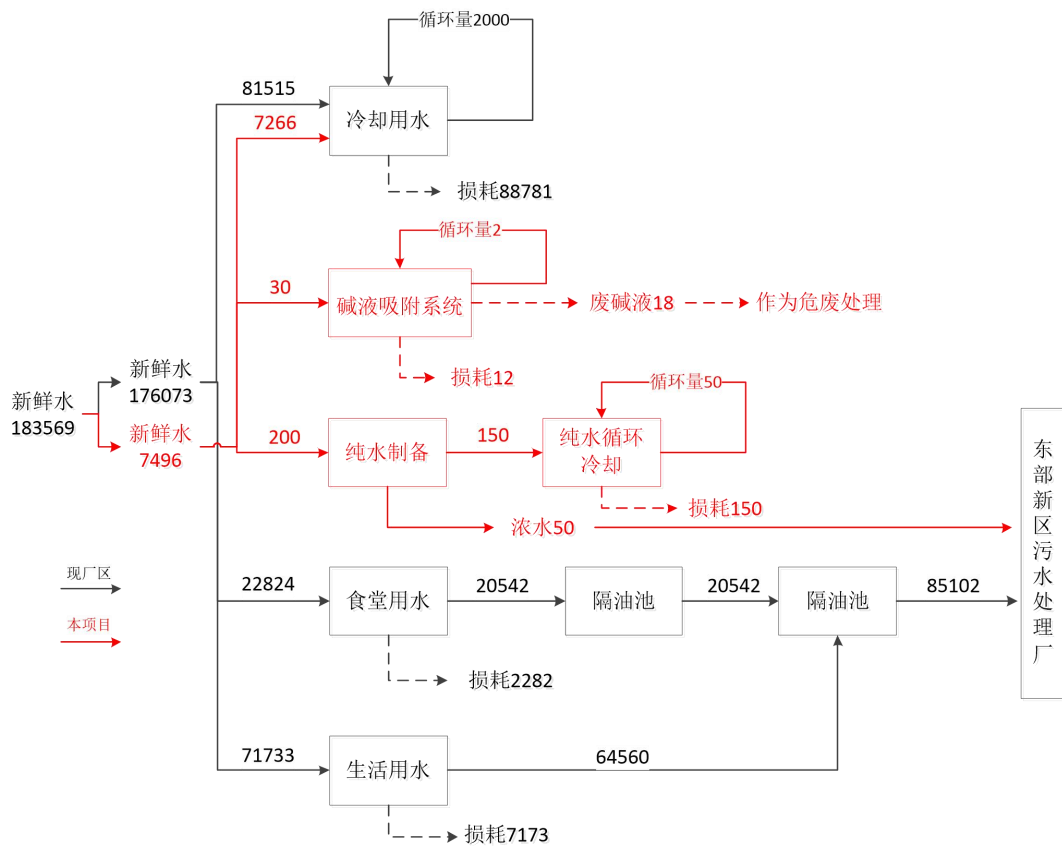 循环量2000
81515
7266
冷却用水
损耗88781
循环量2
30
碱液吸附系统
废碱液18
作为危废处理
损耗12
新鲜水
183569
新鲜水
176073
新鲜水
7496
循环量50
200
纯水制备
150
纯水循环
冷却
损耗150
浓水50
东部新区污水处理厂
现厂区
本项目
22824
食堂用水
20542
隔油池
20542
隔油池
85102
损耗2282
71733
生活用水
64560
损耗7173